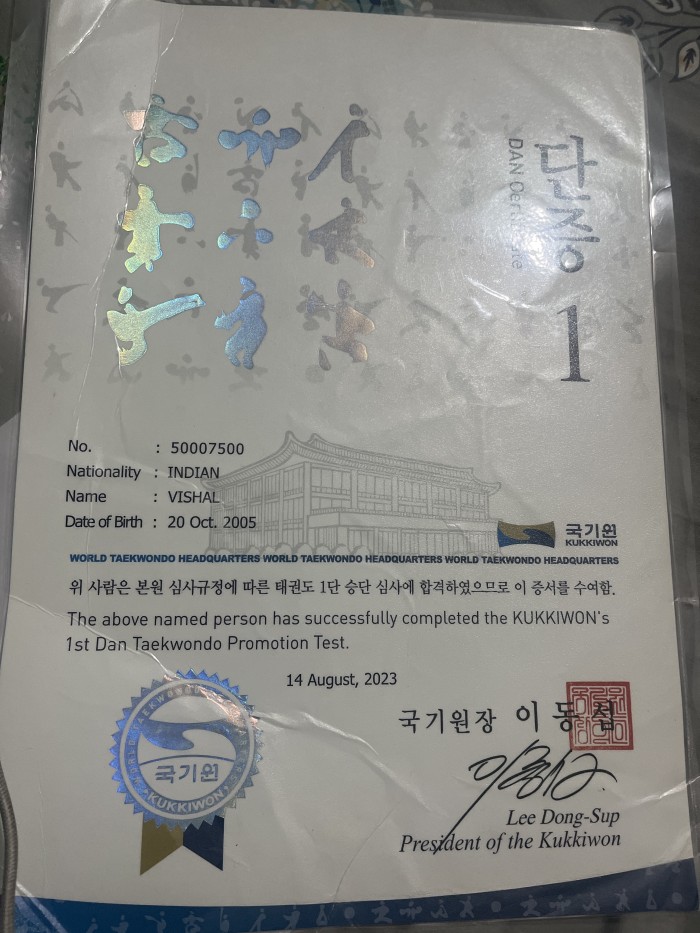 단증
DAN Certificate
1
No. : 50007500
Nationality : INDIAN
Name : VISHAL
Date of Birth : 20 Oct. 2005
국기원
KUKKIWON
WORLD TAEKWONDO HEADQUARTERS WORLD TAEKWONDO HEADQUARTERS WORLD TAEKWONDO HEADQUARTERS
위 사람은 본원 심사규정에 따른 태권도 1단 승단 심사에 합격하였으므로 이 증서를 수여함.
The above named person has successfully completed the KUKKIWON's
1st Dan Taekwondo Promotion Test.
14 August, 2023
국기원장 이동섭
Lee Dong-Sup
President of the Kukkiwon
국기원
KUKKIWON